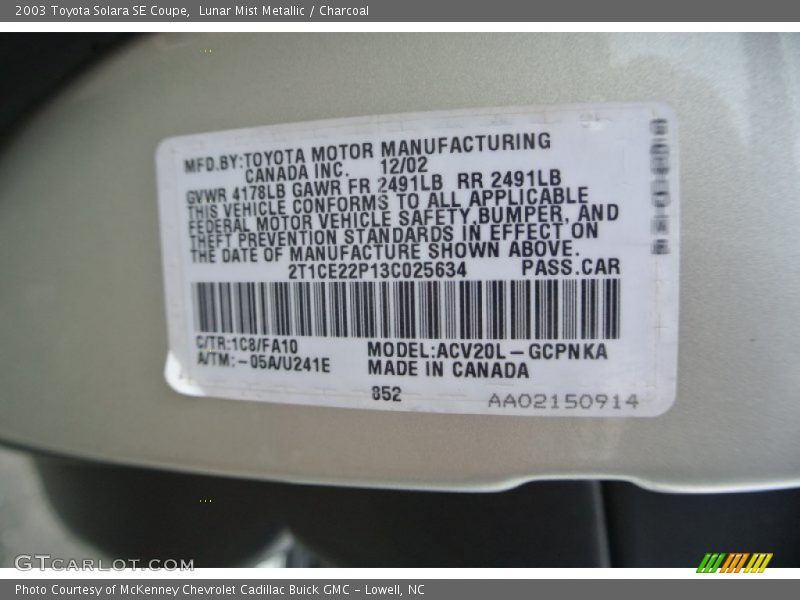 2003 Toyota Solara SE Coupe, Lunar Mist Metallic / Charcoal
MFD.BY:TOYOTA MOTOR MANUFACTURING
CANADA INC. 12/02
GVWR 4178LB GAWR FR 2491LB RR 2491LB
THIS VEHICLE CONFORMS TO ALL APPLICABLE
FEDERAL MOTOR VEHICLE SAFETY,BUMPER, AND
THEFT PREVENTION STANDARDS IN EFFECT ON
THE DATE OF MANUFACTURE SHOWN ABOVE.
2T1CE22P13C025634 PASS.CAR
C/TR:1C8/FA10
A/TM:-05A/U241E
MODEL:ACV20L-GCPNKA
MADE IN CANADA
852
AA02150914
GTCARLOT.COM
Photo Courtesy of McKenney Chevrolet Cadillac Buick GMC - Lowell, NC